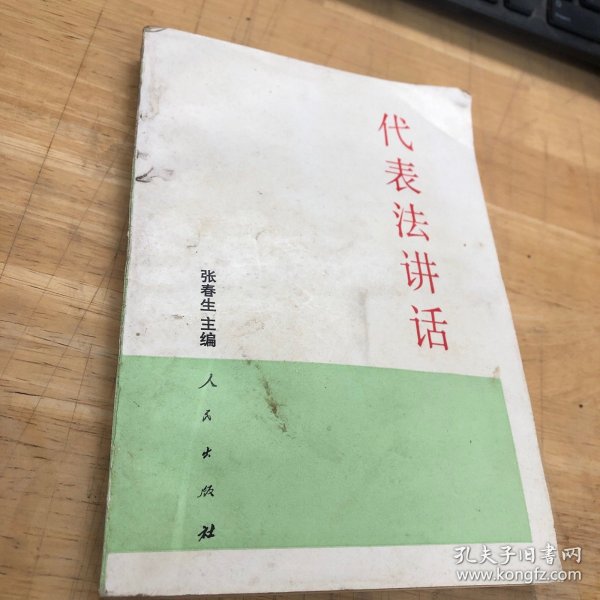 代表法讲话
张春生 主编
人民出版社
孔夫子旧书网
www.kongfz.com